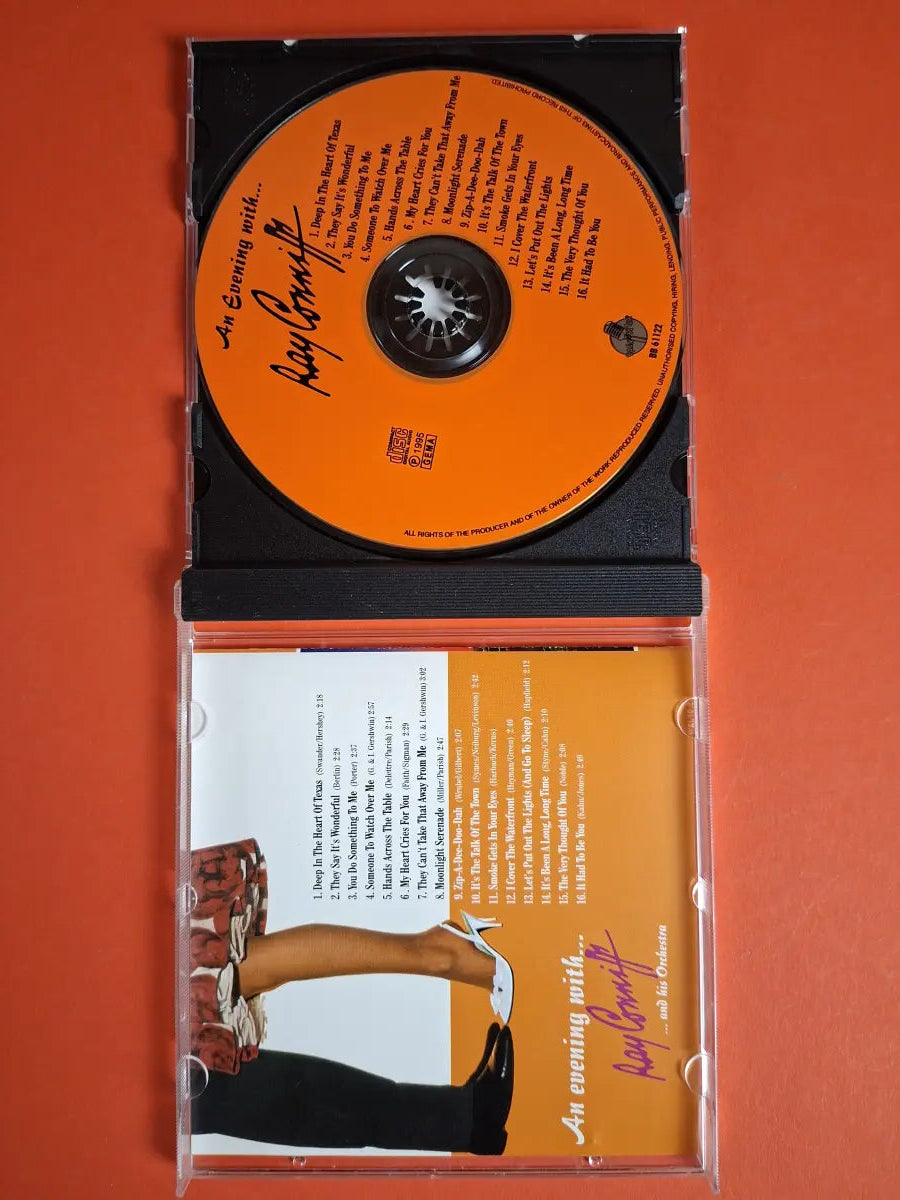 An Evening with...
Ray Conniff
1. Deep In The Heart Of Texas
2. They Say It's Wonderful
3. You Do Something To Me
4. Someone To Watch Over Me
5. Hands Across The Table
6 . My Heart Cries For You
7. They Can't Take That Away From Me
8. Moonlight Serenade
9. Zip-A-Dee-Doo-Dah
10. It's The Talk Of The Town
11. Smoke Gets In Your Eyes
12. I Cover The Waterfront
13. Let's Put Out The Lights
14. It's Been A Long, Long Time
15. The Very Thought Of You
16. It Had To Be You
BB 61122
COMPACT
disc
DIGITAL AUDIO
℗ 1995
GEMA
ALL RIGHTS OF THE PRODUCER AND OF THE OWNER OF THE WORK REPRODUCED RESERVED. UNAUTHORISED COPYING, HIRING, LENDING, PUBLIC PERFORMANCE AND BROADCASTING OF THIS RECORD PROHIBITED
1. Deep In The Heart Of Texas (Swander/Hershey) 2:18
2. They Say It's Wonderful (Berlin) 2:28
3. You Do Something To Me (Porter) 2:37
4. Someone To Watch Over Me (G. & I. Gershwin) 2:57
5. Hands Across The Table (Delettre/Parish) 2:14
6 . My Heart Cries For You (Faith/Sigman) 2:29
7. They Can't Take That Away From Me (G. & I. Gershwin) 3:02
8. Moonlight Serenade (Miller/Parish) 2:47
9. Zip-A-Dee-Doo-Dah (Wrubel/Gilbert) 2:07
10. It's The Talk Of The Town (Symes/Neiburg/Levinson) 2:42
11. Smoke Gets In Your Eyes (Harbach/Kerns)
12. I Cover The Waterfront (Heyman/Green) 2:46
13. Let's Put Out The Lights (And Go To Sleep) (Hupfield) 2:12
14. It's Been A Long, Long Time (Styne/Cahn) 2:19
15. The Very Thought Of You (Noble) 2:08
16. It Had To Be You (Kahn/Jones) 2:49
An evening with...
Ray Conniff
... and his Orchestra